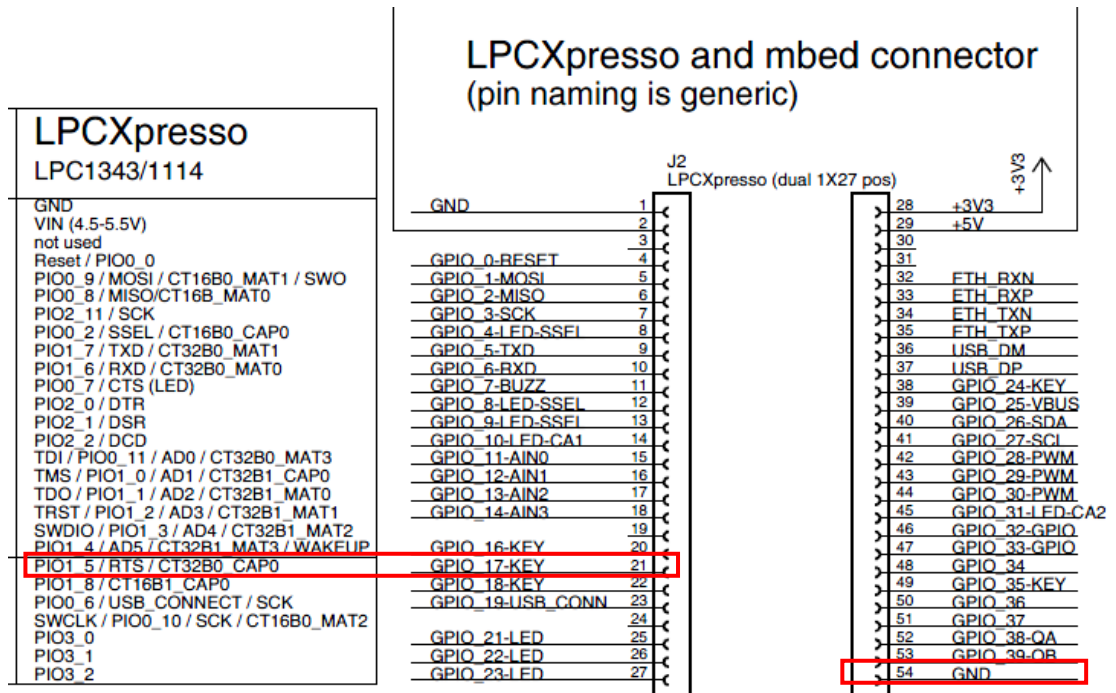 LPCXpresso and mbed connector
(pin naming is generic)
LPCXpresso
LPC1343/1114
J2
LPCXpresso (dual 1X27 pos)
+3V3
GND
VIN (4.5-5.5V)
not used
Reset / PIO0_0
PIO0_9 / MOSI / CT16B0_MAT1 / SWO
PIO0_8 / MISO/CT16B_MAT0
PIO2_11 / SCK
PIO0_2 / SSEL / CT16B0_CAP0
PIO1_7 / TXD / CT32B0_MAT1
PIO1_6 / RXD / CT32B0_MAT0
PIO0_7 / CTS (LED)
PIO2_0 / DTR
PIO2_1 / DSR
PIO2_2 / DCD
TDI / PIO0_11 / AD0 / CT32B0_MAT3
TMS / PIO1_0 / AD1 / CT32B1_CAP0
TDO / PIO1_1 / AD2 / CT32B1_MAT0
TRST / PIO1_2 / AD3 / CT32B1_MAT1
SWDIO / PIO1_3 / AD4 / CT32B1_MAT2
PIO1_4 / AD5 / CT32B1_MAT3 / WAKEUP
PIO1_5 / RTS / CT32B0_CAP0
PIO1_8 / CT16B1_CAP0
PIO0_6 / USB_CONNECT / SCK
SWCLK / PIO0_10 / SCK / CT16B0_MAT2
PIO3_0
PIO3_1
PIO3_2
GND 1
2
3
GPIO_0-RESET 4
GPIO_1-MOSI 5
GPIO_2-MISO 6
GPIO_3-SCK 7
GPIO_4-LED-SSEL 8
GPIO_5-TXD 9
GPIO_6-RXD 10
GPIO_7-BUZZ 11
GPIO_8-LED-SSEL 12
GPIO_9-LED-SSEL 13
GPIO_10-LED-CA1 14
GPIO_11-AIN0 15
GPIO_12-AIN1 16
GPIO_13-AIN2 17
GPIO_14-AIN3 18
19
GPIO_16-KEY 20
GPIO_17-KEY 21
GPIO_18-KEY 22
GPIO_19-USB_CONN 23
24
GPIO_21-LED 25
GPIO_22-LED 26
GPIO_23-LED 27
28 +3V3
29 +5V
30
31
32 ETH_RXN
33 ETH_RXP
34 ETH_TXN
35 ETH_TXP
36 USB_DM
37 USB_DP
38 GPIO_24-KEY
39 GPIO_25-VBUS
40 GPIO_26-SDA
41 GPIO_27-SCL
42 GPIO_28-PWM
43 GPIO_29-PWM
44 GPIO_30-PWM
45 GPIO_31-LED-CA2
46 GPIO_32-GPIO
47 GPIO_33-GPIO
48 GPIO_34
49 GPIO_35-KEY
50 GPIO_36
51 GPIO_37
52 GPIO_38-QA
53 GPIO_39-QB
54 GND